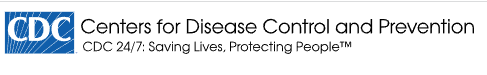 CDC Centers for Disease Control and Prevention
CDC 24/7: Saving Lives, Protecting People™